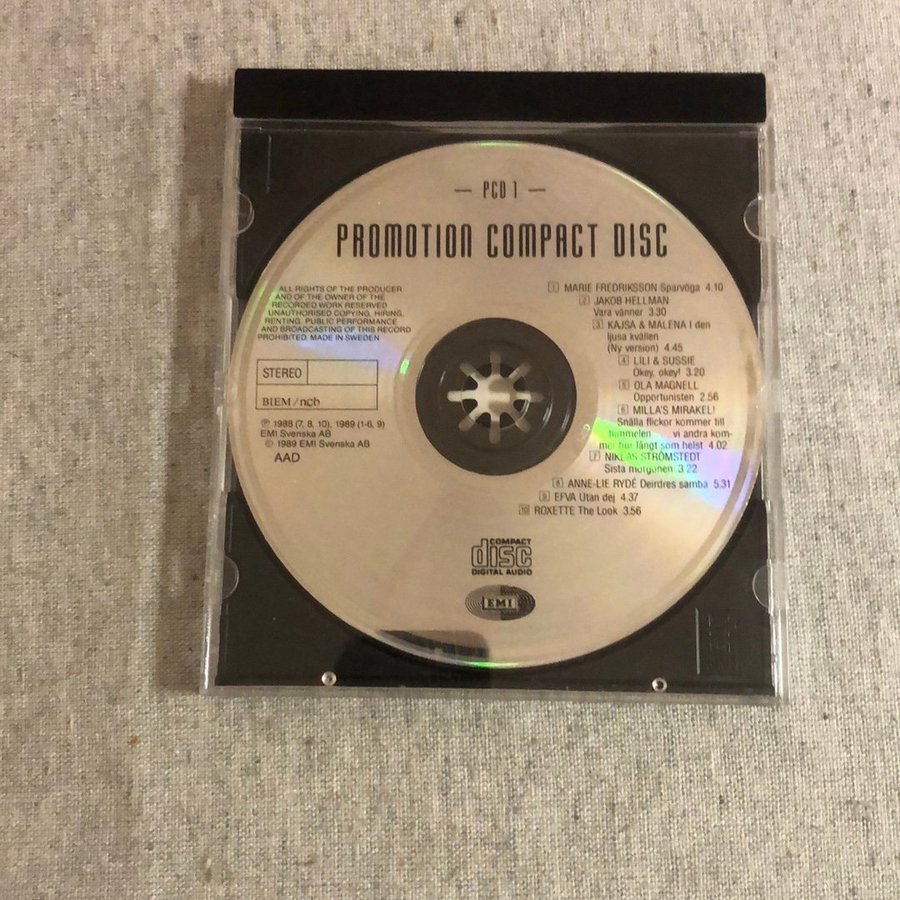 — PCD 1 —
PROMOTION COMPACT DISC
ALL RIGHTS OF THE PRODUCER
AND OF THE OWNER OF THE
RECORDED WORK RESERVED
UNAUTHORISED COPYING, HIRING,
RENTING, PUBLIC PERFORMANCE
AND BROADCASTING OF THIS RECORD
PROHIBITED. MADE IN SWEDEN
STEREO
BIEM/ncb
℗ 1988 (7, 8, 10), 1989 (1-6, 9)
EMI Svenska AB
© 1989 EMI Svenska AB
AAD
1 MARIE FREDRIKSSON Sparvöga 4.10
2 JAKOB HELLMAN
Vara vänner 3.30
3 KAJSA & MALENA I den
ljusa kvällen
(Ny version) 4.45
4 LILI & SUSSIE
Okey, okey! 3.20
5 OLA MAGNELL
Opportunisten 2.56
6 MILLA'S MIRAKEL!
Snälla flickor kommer till
himmelen vi andra kom-
mer hur långt som helst 4.02
7 NIKLAS STRÖMSTEDT
Sista morgonen 3.22
8 ANNE-LIE RYDÉ Deirdres samba 5.31
9 EFVA Utan dej 4.37
10 ROXETTE The Look 3.56
COMPACT
disc
DIGITAL AUDIO
EMI